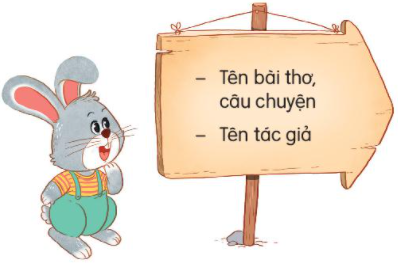 – Tên bài thơ,
câu chuyện
– Tên tác giả